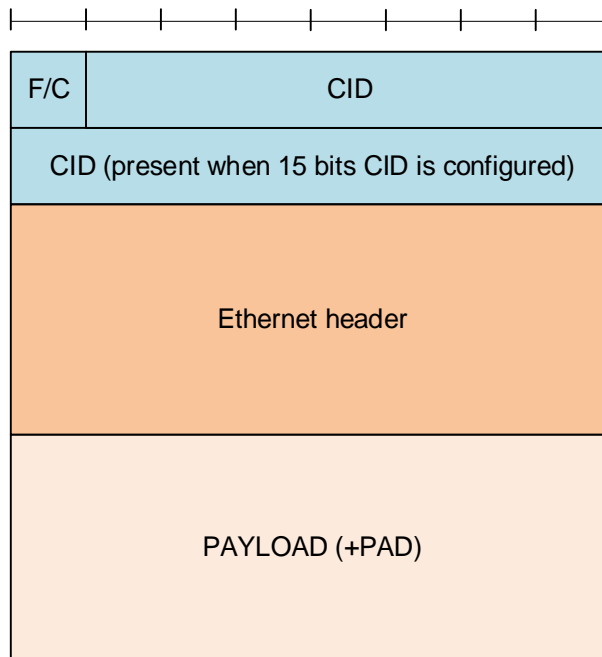 F/C CID
CID (present when 15 bits CID is configured)
Ethernet header
PAYLOAD (+PAD)